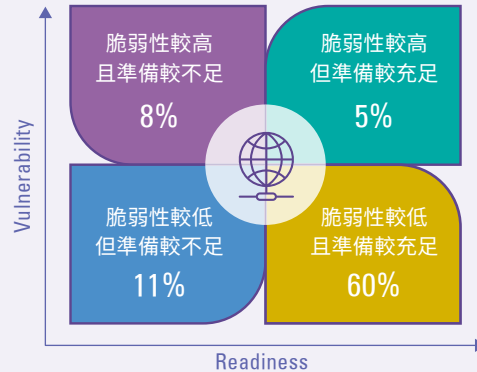 脆弱性較高
且準備較不足
8%
脆弱性較高
但準備較充足
5%
Vulnerability
脆弱性較低
但準備較不足
11%
脆弱性較低
且準備較充足
60%
Readiness